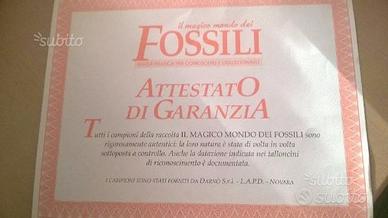 subito
il magico mondo dei
FOSSILI
ATTESTATO
DI GARANZIA
Tutti i campioni della raccolta IL MAGICO MONDO DEI FOSSILI sono
rigorosamente autentici: la loro natura è stata di volta in volta
sottoposta a controllo. Anche la datazione indicata nei talloncini
di riconoscimento è documentata.
I CAMPIONI SONO STATI FORNITI DA DARNÒ S.r.l. - L.A.P.D. - NOVARA
subito